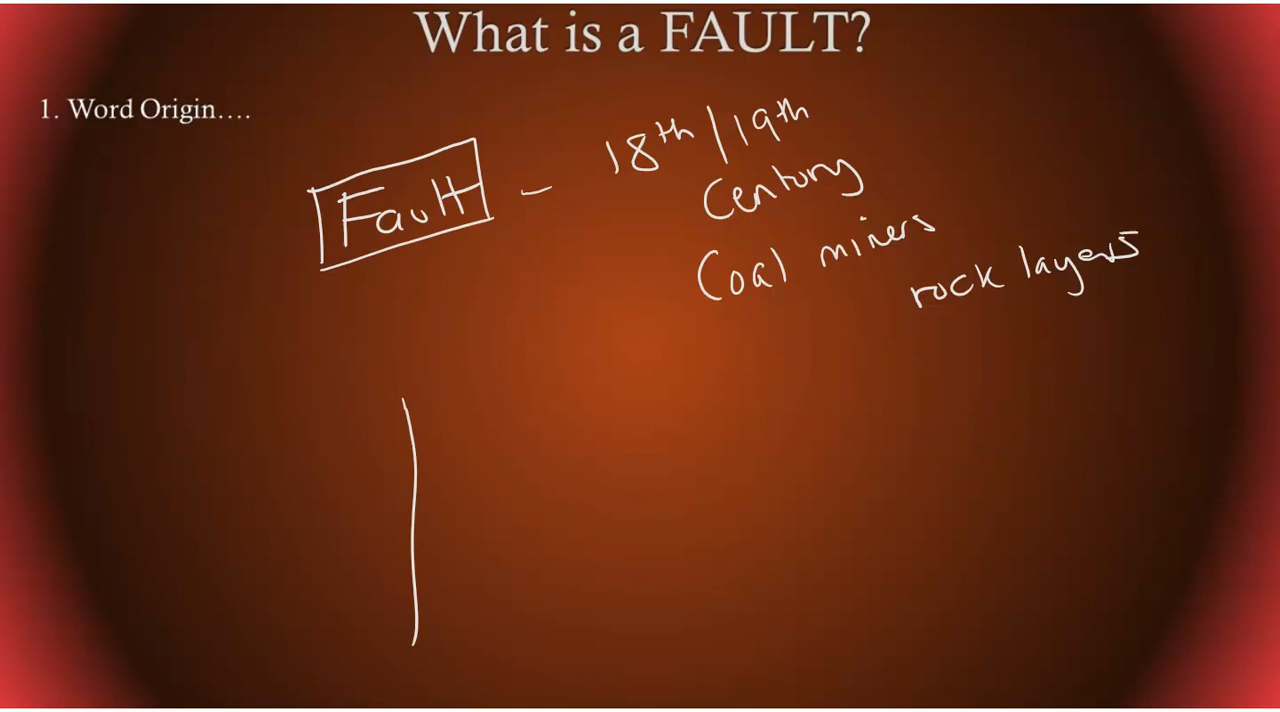 What is a FAULT?
1. Word Origin....
Fault - 18th/19th
Century
Coal miners
rock layers